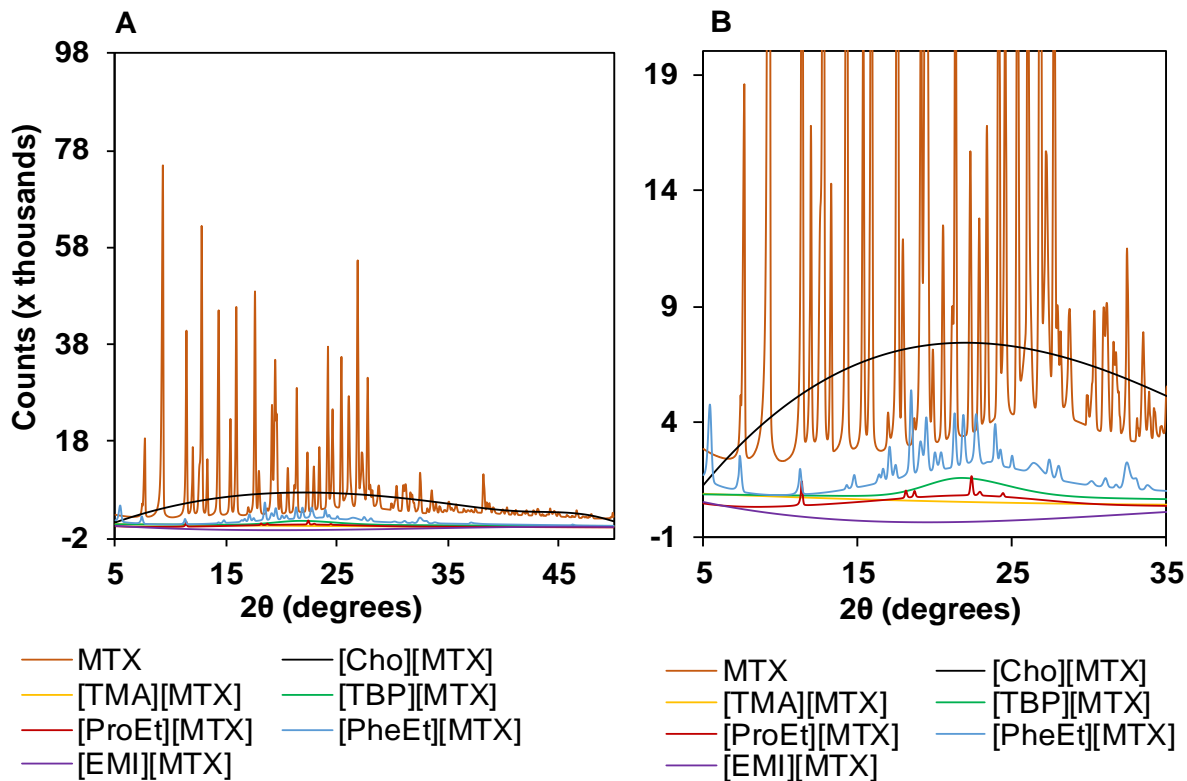 A
98
78
58
38
18
-2
Counts (x thousands)
5 15 25 35 45
2θ (degrees)
MTX [Cho][MTX]
[TMA][MTX] [TBP][MTX]
[ProEt][MTX] [PheEt][MTX]
[EMI][MTX]
B
19
14
9
4
-1
5 15 25 35
2θ (degrees)
MTX [Cho][MTX]
[TMA][MTX] [TBP][MTX]
[ProEt][MTX] [PheEt][MTX]
[EMI][MTX]